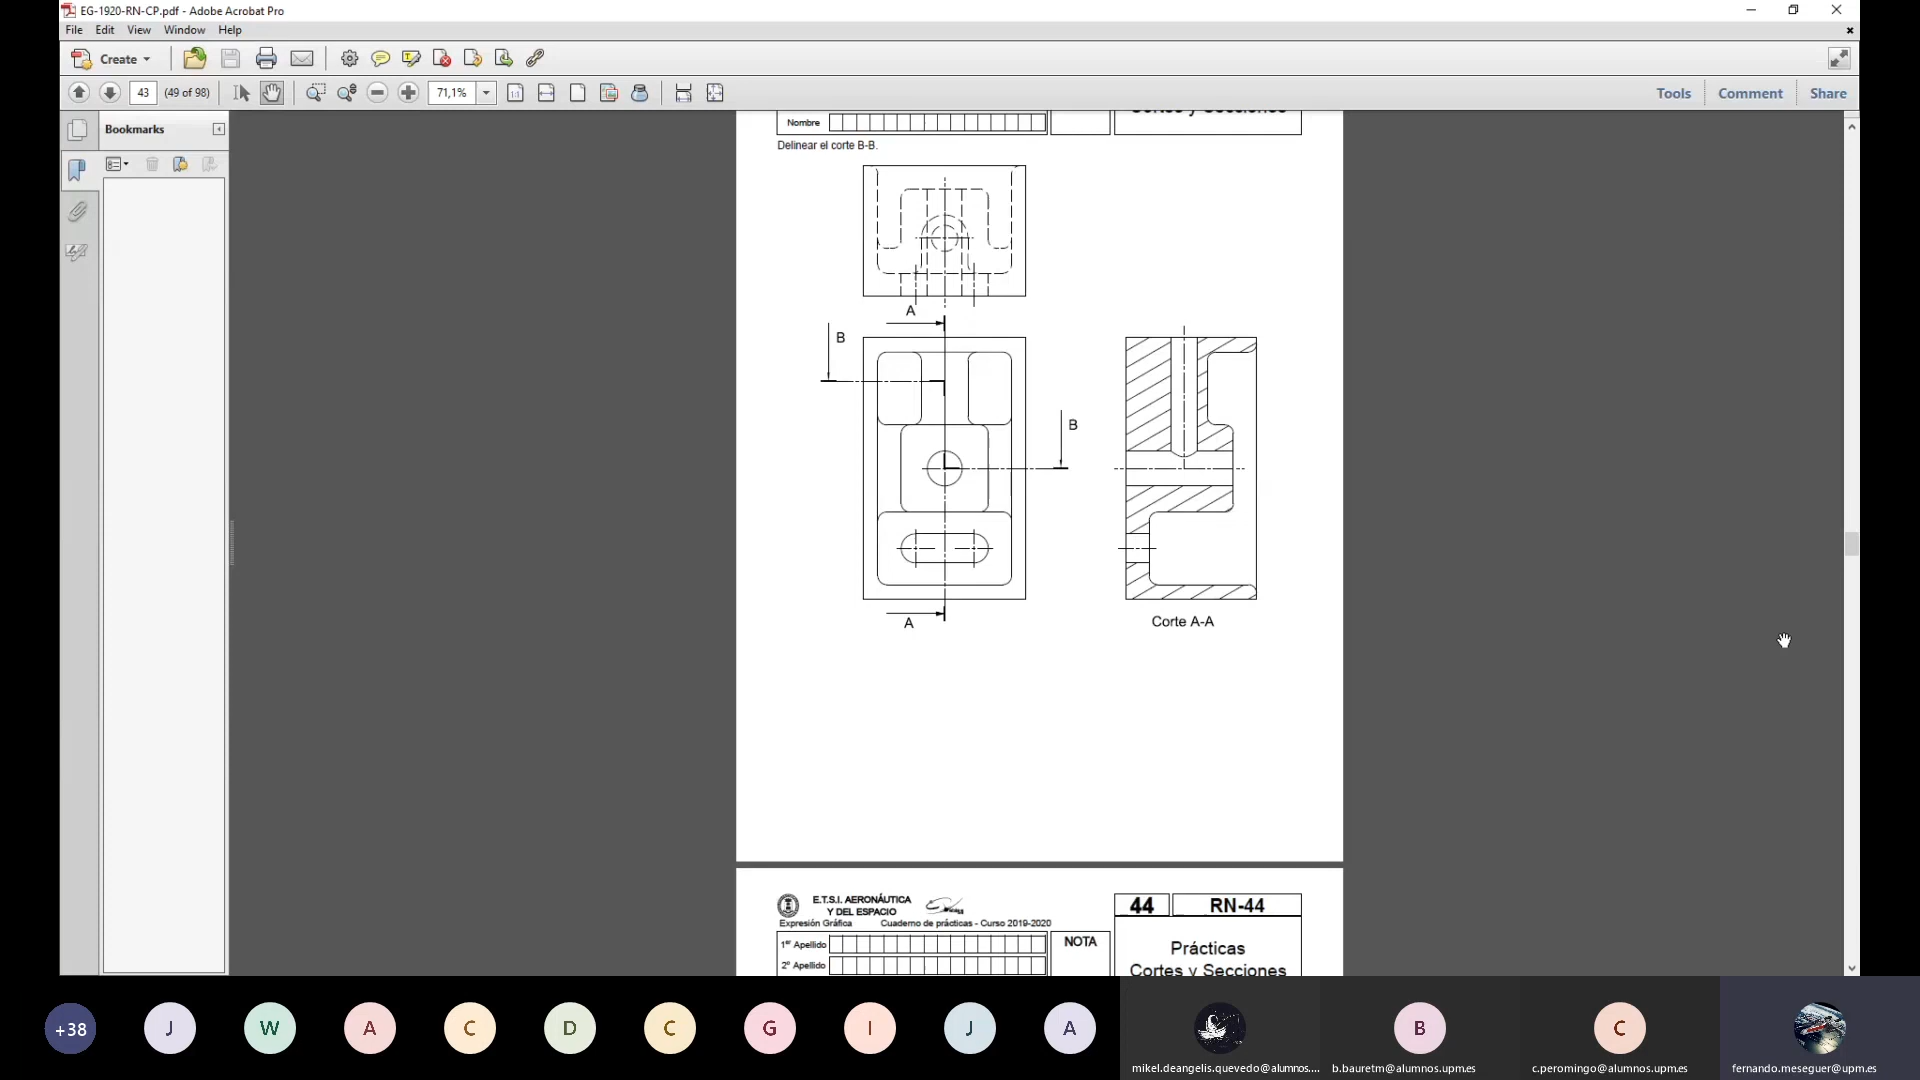 EG-1920-RN-CP.pdf - Adobe Acrobat Pro
File Edit View Window Help
Create
43 (49 of 98) 71,1% Tools Comment Share
Bookmarks
Cortes y Secciones
Nombre
Delinear el corte B-B.
A
B
B
A
Corte A-A
E.T.S.I. AERONÁUTICA
Y DEL ESPACIO
Expresión Gráfica Cuaderno de prácticas - Curso 2019-2020
44 RN-44
1er Apellido
NOTA
Prácticas
2º Apellido
Cortes y Secciones
+38 J W A C D C G I J A B C
mikel.deangelis.quevedo@alumnos.... b.bauretm@alumnos.upm.es c.peromingo@alumnos.upm.es fernando.meseguer@upm.es